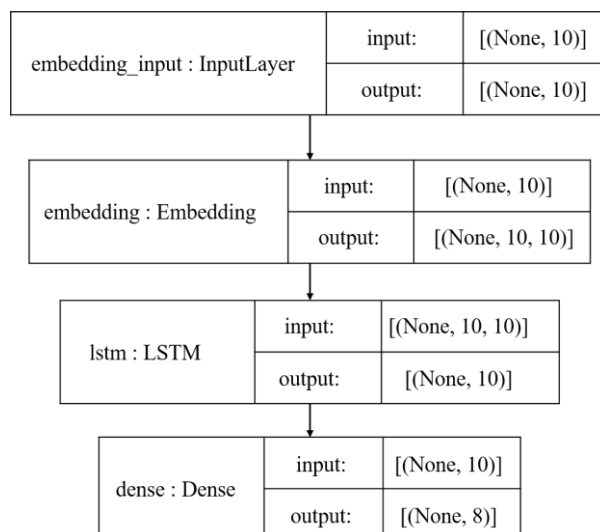 embedding_input : InputLayer
input: [(None, 10)]
output: [(None, 10)]
embedding : Embedding
input: [(None, 10)]
output: [(None, 10, 10)]
lstm : LSTM
input: [(None, 10, 10)]
output: [(None, 10)]
dense : Dense
input: [(None, 10)]
output: [(None, 8)]